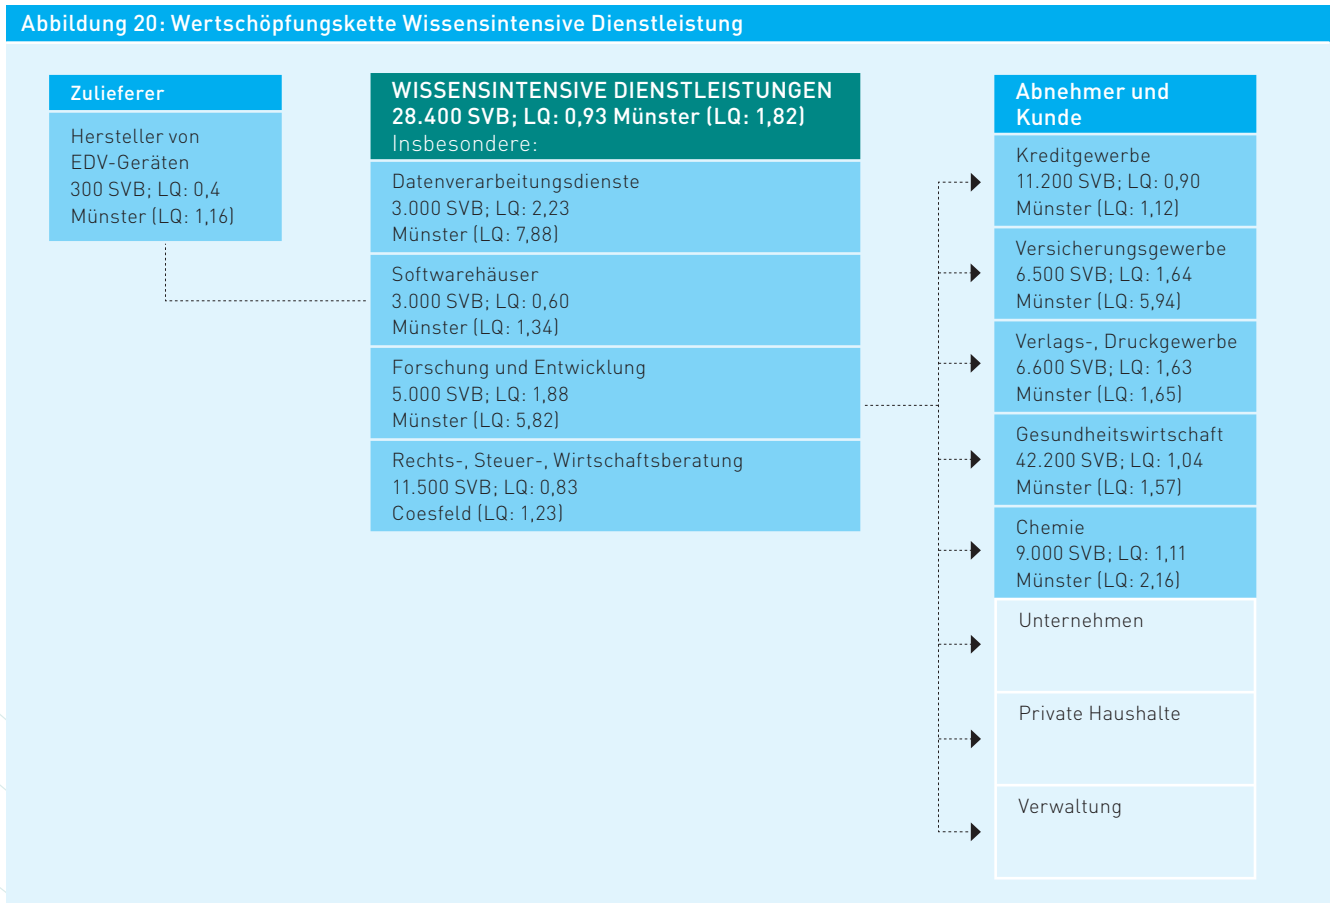 Abbildung 20: Wertschöpfungskette Wissensintensive Dienstleistung
Zulieferer
Hersteller von
EDV-Geräten
300 SVB; LQ: 0,4
Münster (LQ: 1,16)
WISSENSINTENSIVE DIENSTLEISTUNGEN
28.400 SVB; LQ: 0,93 Münster (LQ: 1,82)
Insbesondere:
Datenverarbeitungsdienste
3.000 SVB; LQ: 2,23
Münster (LQ: 7,88)
Softwarehäuser
3.000 SVB; LQ: 0,60
Münster (LQ: 1,34)
Forschung und Entwicklung
5.000 SVB; LQ: 1,88
Münster (LQ: 5,82)
Rechts-, Steuer-, Wirtschaftsberatung
11.500 SVB; LQ: 0,83
Coesfeld (LQ: 1,23)
Abnehmer und
Kunde
Kreditgewerbe
11.200 SVB; LQ: 0,90
Münster (LQ: 1,12)
Versicherungsgewerbe
6.500 SVB; LQ: 1,64
Münster (LQ: 5,94)
Verlags-, Druckgewerbe
6.600 SVB; LQ: 1,63
Münster (LQ: 1,65)
Gesundheitswirtschaft
42.200 SVB; LQ: 1,04
Münster (LQ: 1,57)
Chemie
9.000 SVB; LQ: 1,11
Münster (LQ: 2,16)
Unternehmen
Private Haushalte
Verwaltung